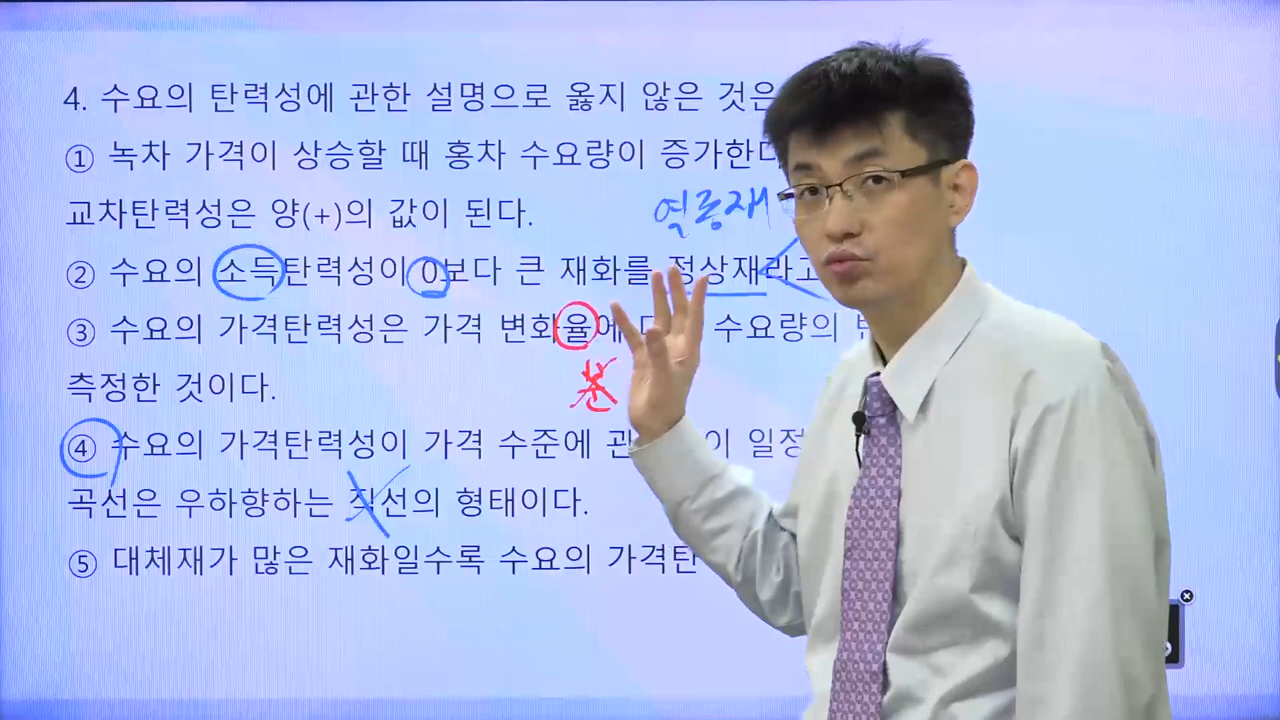 4. 수요의 탄력성에 관한 설명으로 옳지 않은 것은
① 녹차 가격이 상승할 때 홍차 수요량이 증가한다
교차탄력성은 양(+)의 값이 된다.
열등재
② 수요의 소득탄력성이 0보다 큰 재화를 정상재라고
③ 수요의 가격탄력성은 가격 변화율에 수요량의
측정한 것이다.
④ 수요의 가격탄력성이 가격 수준에 일정
곡선은 우하향하는 직선의 형태이다.
⑤ 대체재가 많은 재화일수록 수요의 가격탄